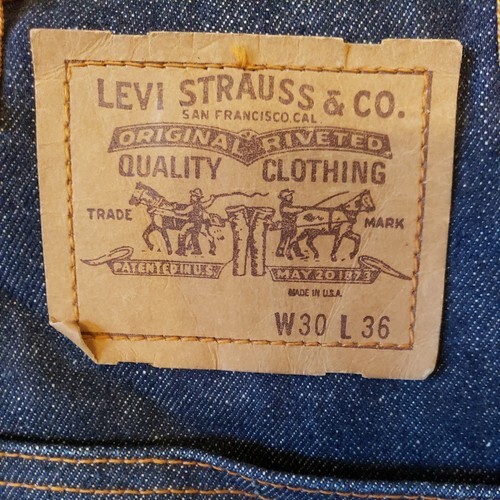 LEVI STRAUSS & CO.
SAN FRANCISCO.CAL
ORIGINAL RIVETED
QUALITY CLOTHING
TRADE MARK
PATENTED IN U.S. MAY 20 1873
MADE IN U.S.A.
W30 L 36